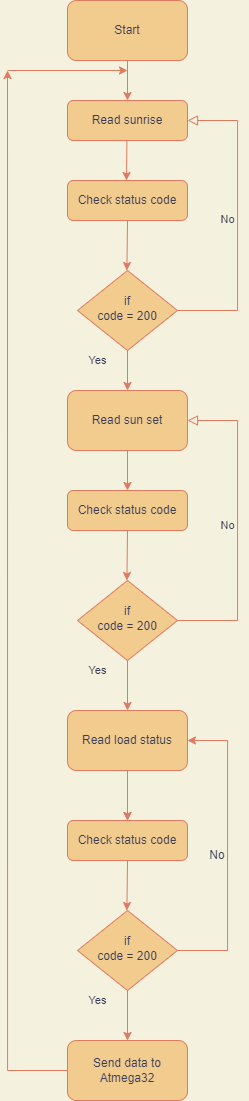 Start
Read sunrise
Check status code
No
if
code = 200
Yes
Read sun set
Check status code
No
if
code = 200
Yes
Read load status
Check status code
No
if
code = 200
Yes
Send data to
Atmega32